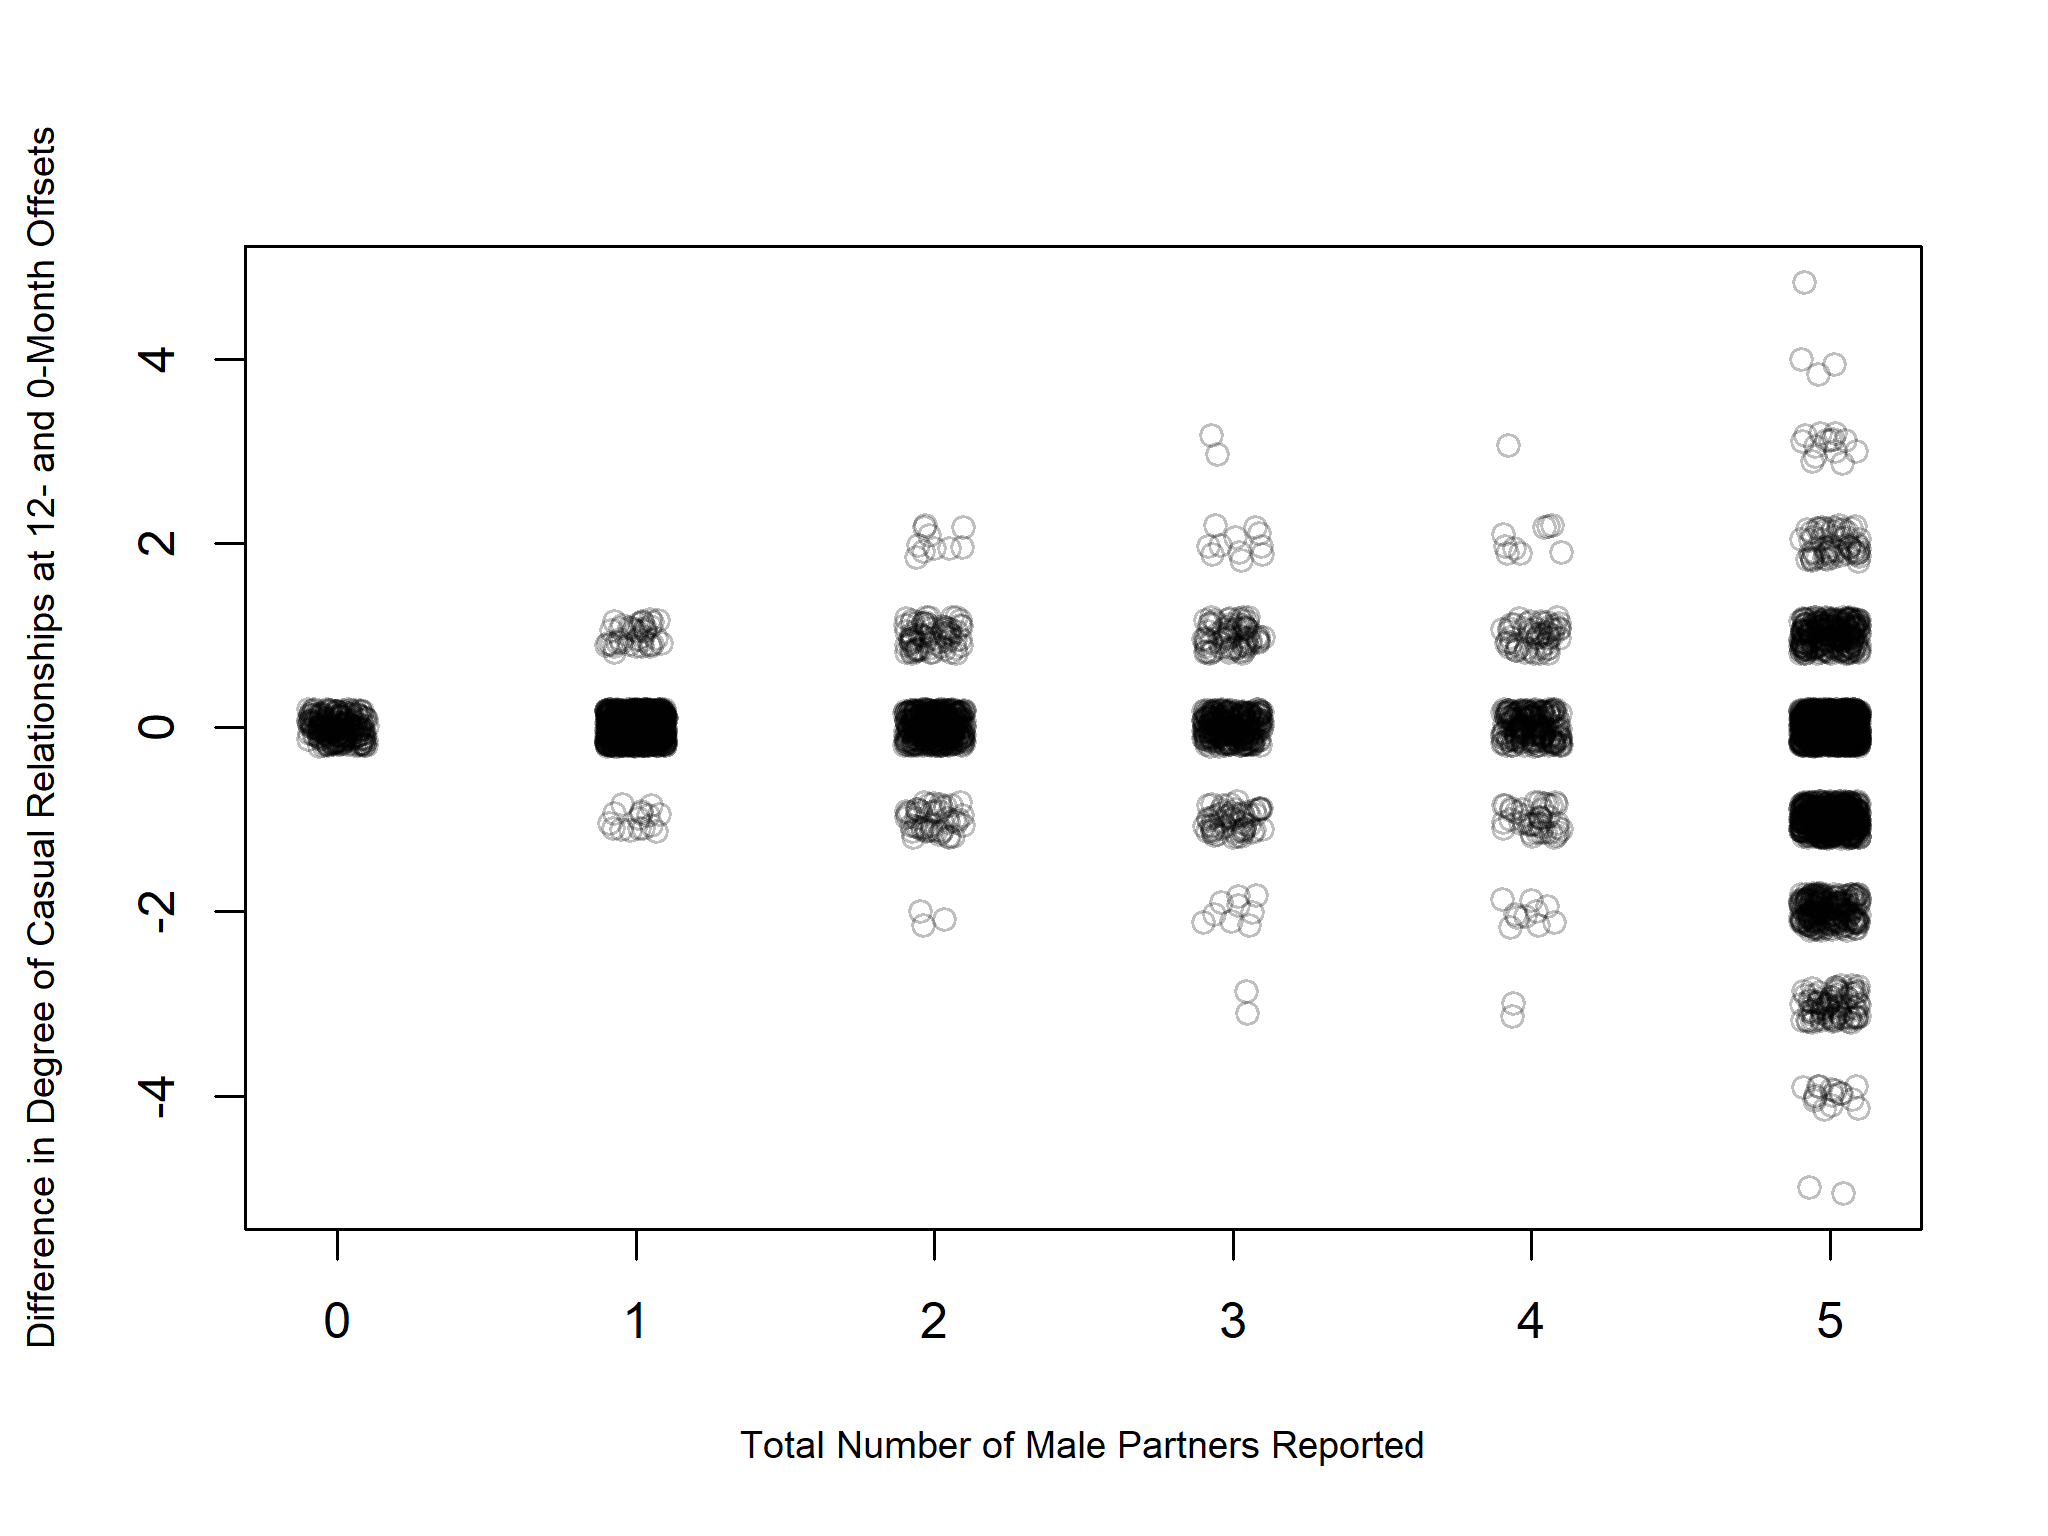 Difference in Degree of Casual Relationships at 12- and 0-Month Offsets
4
2
0
-2
-4
0 1 2 3 4 5
Total Number of Male Partners Reported